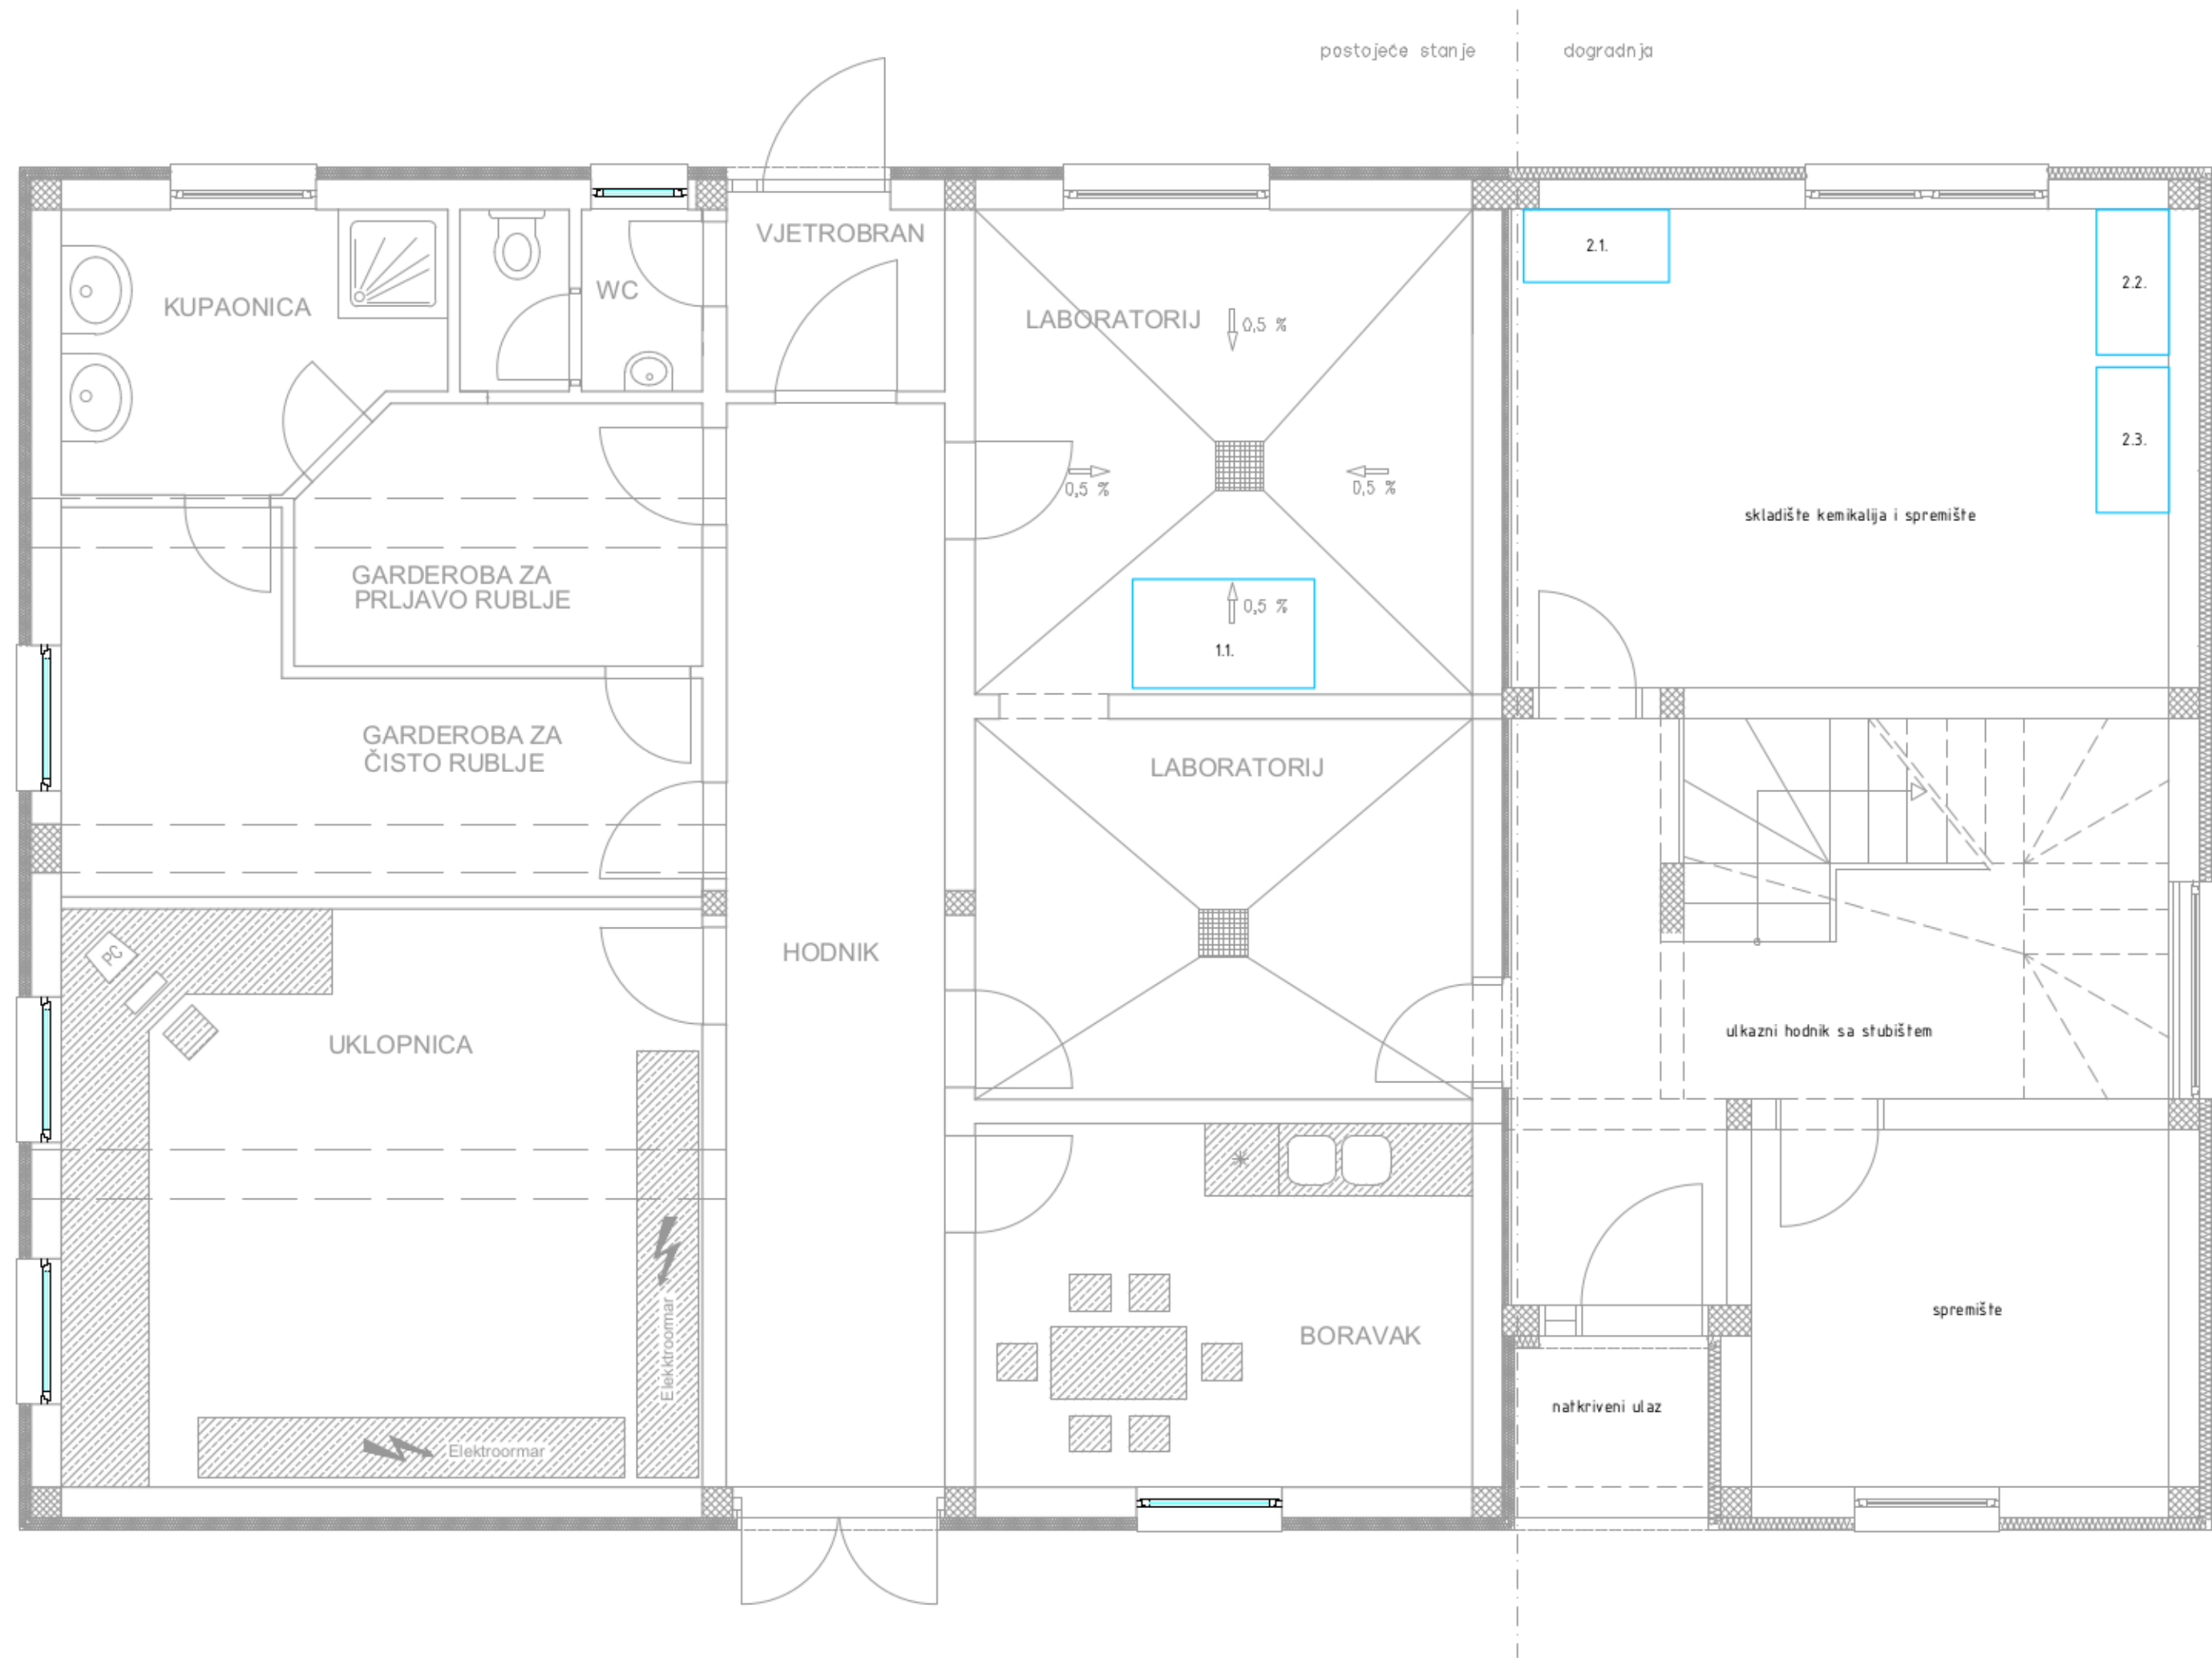 postojeće stanje
dogradnja
VJETROBRAN
2.1.
WC
2.2.
KUPAONICA
LABORATORIJ
0,5 %
2.3.
0,5 %
0,5 %
skladište kemikalija i spremište
GARDEROBA ZA
PRLJAVO RUBLJE
0,5 %
1.1.
GARDEROBA ZA
ČISTO RUBLJE
LABORATORIJ
PC
HODNIK
UKLOPNICA
ulkazni hodnik sa stubištem
spremište
Elekktroormar
BORAVAK
natkriveni ulaz
Elektroormar